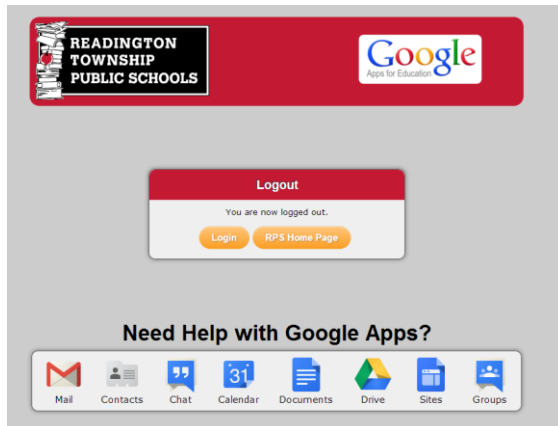 READINGTON
TOWNSHIP
PUBLIC SCHOOLS
Google
Apps for Education
Logout
You are now logged out.
Login RPS Home Page
Need Help with Google Apps?
31
Mail Contacts Chat Calendar Documents Drive Sites Groups